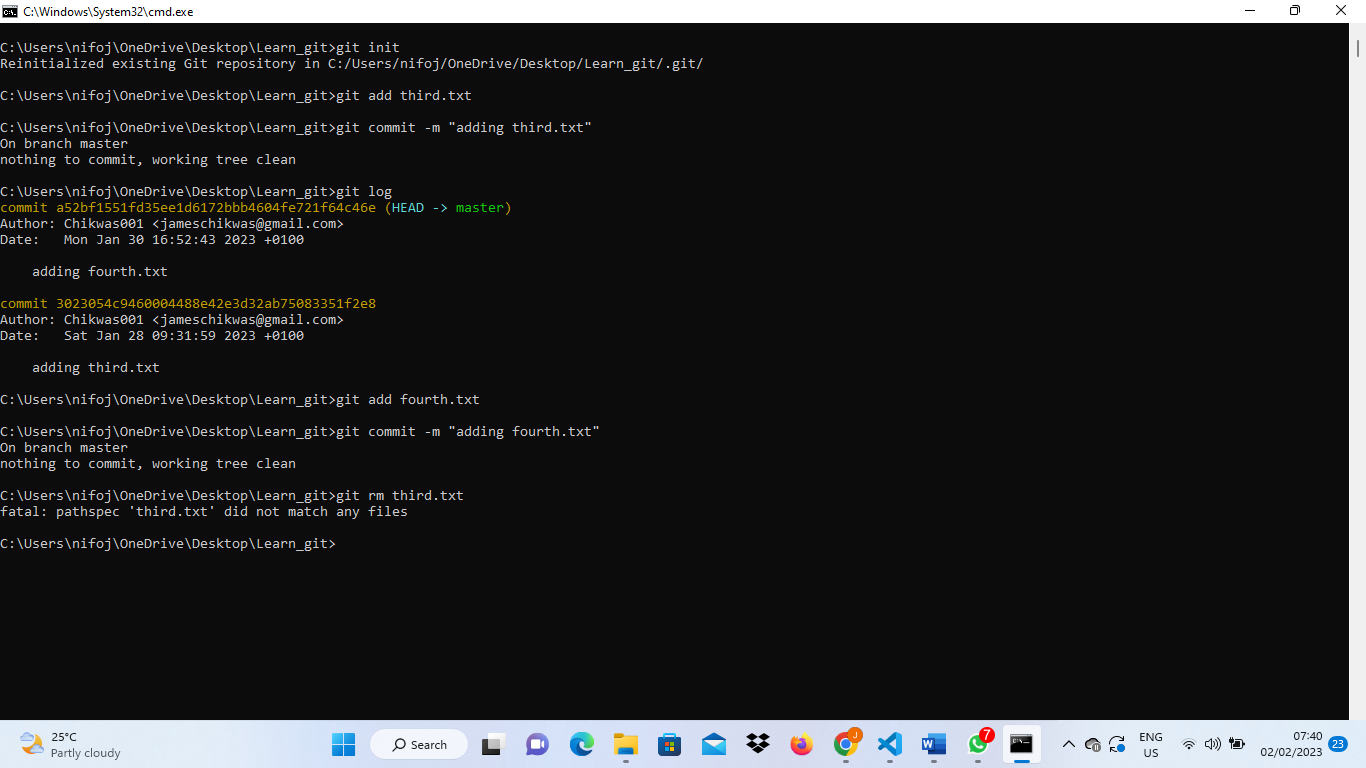 C:\Windows\System32\cmd.exe
C:\Users\nifoj\OneDrive\Desktop\Learn_git>git init
Reinitialized existing Git repository in C:/Users/nifoj/OneDrive/Desktop/Learn_git/.git/
C:\Users\nifoj\OneDrive\Desktop\Learn_git>git add third.txt
C:\Users\nifoj\OneDrive\Desktop\Learn_git>git commit -m "adding third.txt"
On branch master
nothing to commit, working tree clean
C:\Users\nifoj\OneDrive\Desktop\Learn_git>git log
commit a52bf1551fd35ee1d6172bbb4604fe721f64c46e (HEAD -> master)
Author: Chikwas001 <jameschikwas@gmail.com>
Date:   Mon Jan 30 16:52:43 2023 +0100
adding fourth.txt
commit 3023054c9460004488e42e3d32ab75083351f2e8
Author: Chikwas001 <jameschikwas@gmail.com>
Date:   Sat Jan 28 09:31:59 2023 +0100
adding third.txt
C:\Users\nifoj\OneDrive\Desktop\Learn_git>git add fourth.txt
C:\Users\nifoj\OneDrive\Desktop\Learn_git>git commit -m "adding fourth.txt"
On branch master
nothing to commit, working tree clean
C:\Users\nifoj\OneDrive\Desktop\Learn_git>git rm third.txt
fatal: pathspec 'third.txt' did not match any files
C:\Users\nifoj\OneDrive\Desktop\Learn_git>
25°C
Partly cloudy
Search
J
W
7
ENG
US
07:40
02/02/2023
23